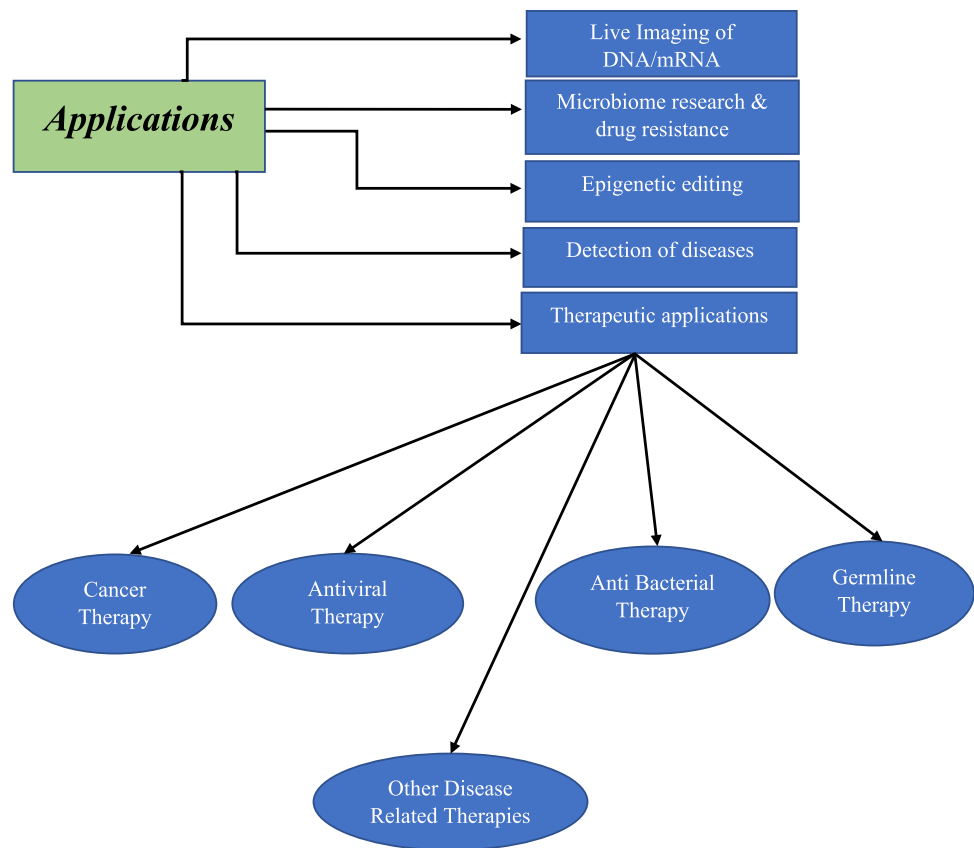 Applications
Live Imaging of
DNA/mRNA
Microbiome research &
drug resistance
Epigenetic editing
Detection of diseases
Therapeutic applications
Cancer
Therapy
Antiviral
Therapy
Anti Bacterial
Therapy
Germline
Therapy
Other Disease
Related Therapies